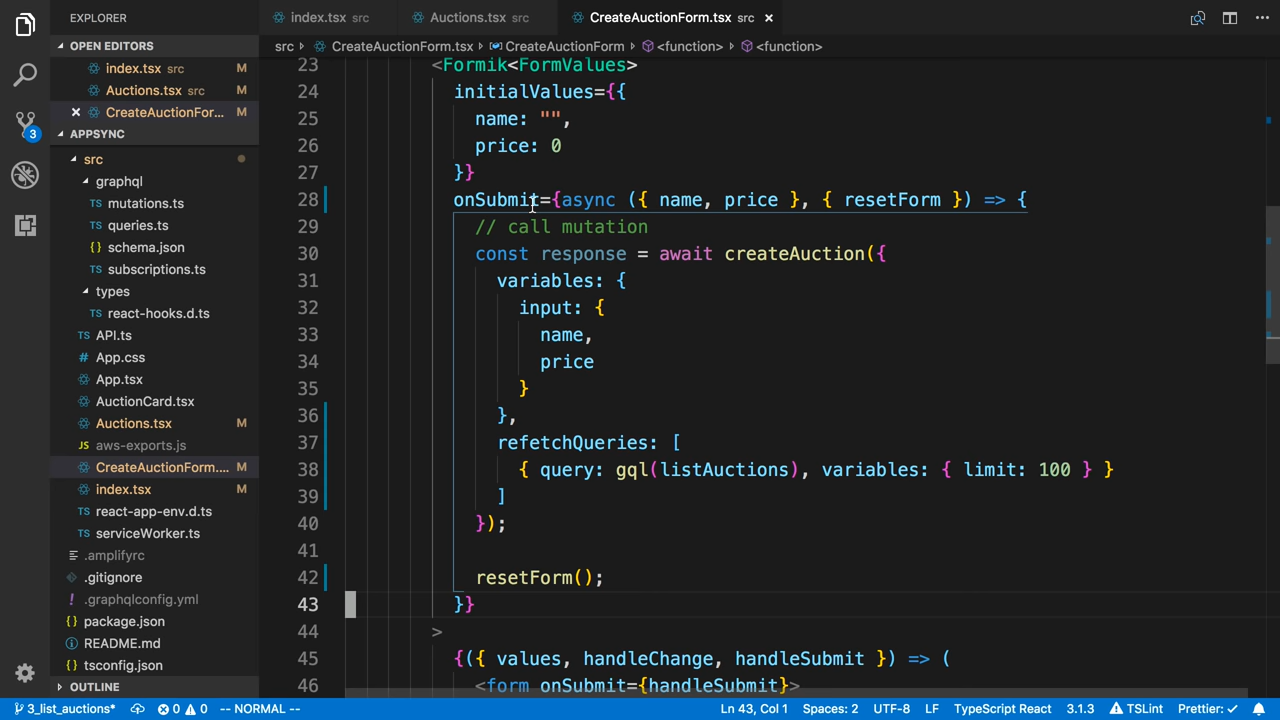 EXPLORER
OPEN EDITORS
index.tsx src M
Auctions.tsx src M
CreateAuctionFor... M
APPSYNC
src
graphql
mutations.ts
queries.ts
schema.json
subscriptions.ts
types
react-hooks.d.ts
API.ts
App.css
App.tsx
AuctionCard.tsx
Auctions.tsx M
aws-exports.js
CreateAuctionForm.... M
index.tsx M
react-app-env.d.ts
serviceWorker.ts
.amplifyrc
.gitignore
.graphqlconfig.yml
package.json
README.md
tsconfig.json
OUTLINE
index.tsx src Auctions.tsx src CreateAuctionForm.tsx src
src CreateAuctionForm.tsx CreateAuctionForm <function> <function>
23 <Formik<FormValues>
24 initialValues={{
25 name: "",
26 price: 0
27 }}
28 onSubmit={async ({ name, price }, { resetForm }) => {
29 // call mutation
30 const response = await createAuction({
31 variables: {
32 input: {
33 name,
34 price
35 }
36 },
37 refetchQueries: [
38 { query: gql(listAuctions), variables: { limit: 100 } }
39 ]
40 });
41
42 resetForm();
43 }}
44 >
45 {({ values, handleChange, handleSubmit }) => (
46 <form onSubmit={handleSubmit}>
3
3_list_auctions* 0 0 -- NORMAL -- Ln 43, Col 1 Spaces: 2 UTF-8 LF TypeScript React 3.1.3 TSLint Prettier: ✓